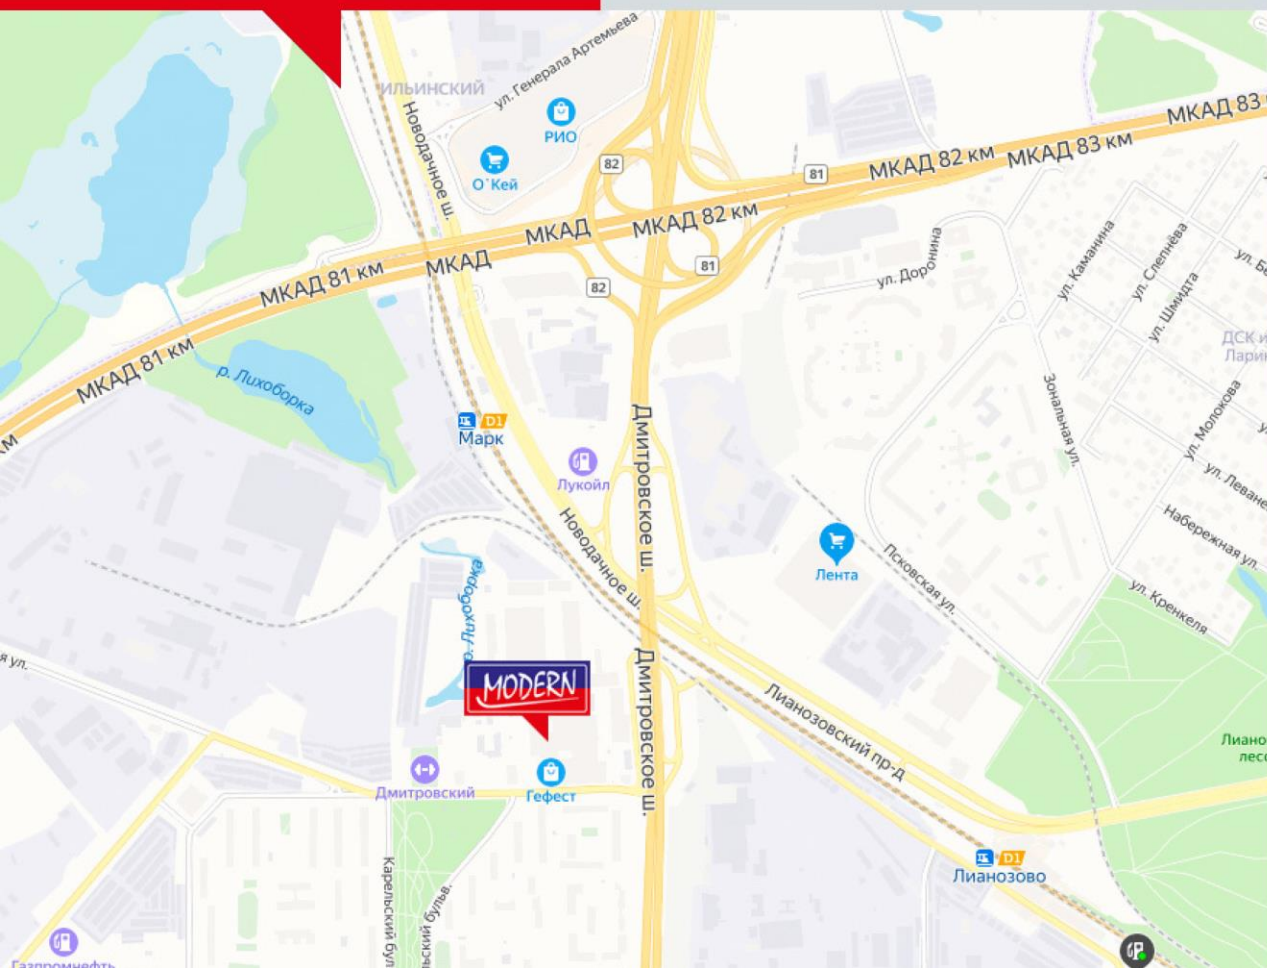 ул. Генерала Артемьева
ИЛЬИНСКИЙ
РИО
О`Кей
Новодачное ш.
82
81
МКАД 83
МКАД 82 км
МКАД 83 км
МКАД
МКАД 82 км
МКАД
МКАД 81 км
81
82
МКАД 81 км
ул. Доронина
ул. Каманина
ул. Слепнёва
ул. Шмидта
ДСК и
Лари
р. Лихоборка
D1
Марк
Лукойл
Дмитровское ш.
Зональная ул.
ул. Молокова
Набережная ул.
Новодачное ш.
Лента
Псковская ул.
ул. Кренкеля
р. Лихоборка
MODERN
Дмитровское ш.
Лианозовский пр-д
Лиано
лесо
Дмитровский
Гефест
D1
Лианозово
Карельский бул
льский бульв.
Газпромнефть